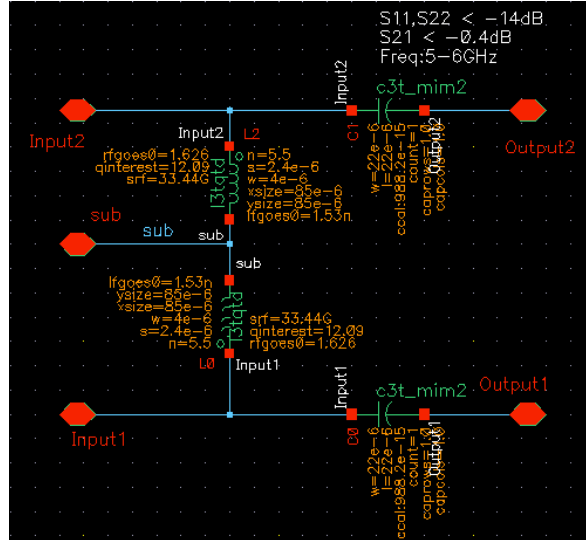 S11,S22 < -14dB
S21 < -0.4dB
Freq:5-6GHz
Input2
c3t_mim2
Input2
Input2
L2
C1
Output2
Output2
rfgoes0=1.626
qinterest=12.09
srf=33.44G
l3tqtd
n=5.5
s=2.4e-6
w=4e-6
xsize=85e-6
ysize=85e-6
lfgoes0=1.53n
w=22e-6
l=22e-6
ccal:988.2e-15
count=1
sub
sub
sub
sub
lfgoes0=1.53n
ysize=85e-6
xsize=85e-6
w=4e-6
s=2.4e-6
n=5.5
l3tqtd
srf=33.44G
qinterest=12.09
rfgoes0=1.626
L0
Input1
Input1
c3t_mim2
Output1
Input1
C0
Output1
w=22e-6
l=22e-6
ccal:988.2e-15
count=1